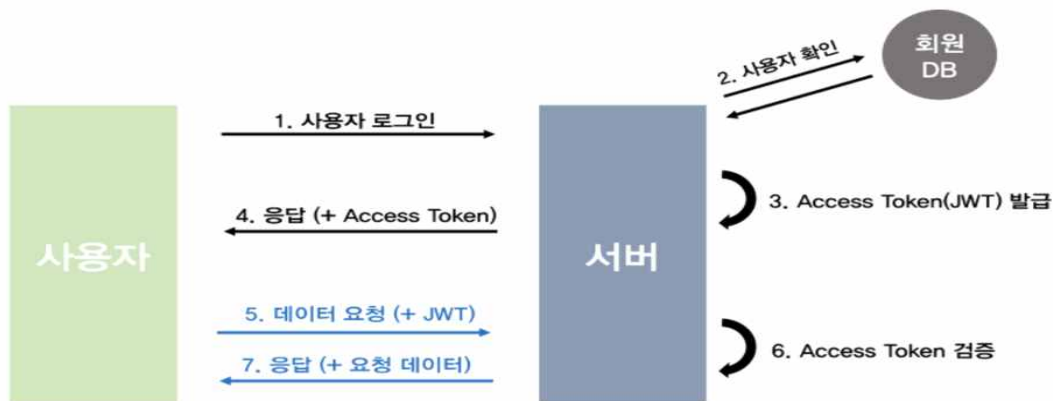 회원
DB
2. 사용자 확인
1. 사용자 로그인
3. Access Token(JWT) 발급
4. 응답 (+ Access Token)
사용자
서버
5. 데이터 요청 (+ JWT)
6. Access Token 검증
7. 응답 (+ 요청 데이터)